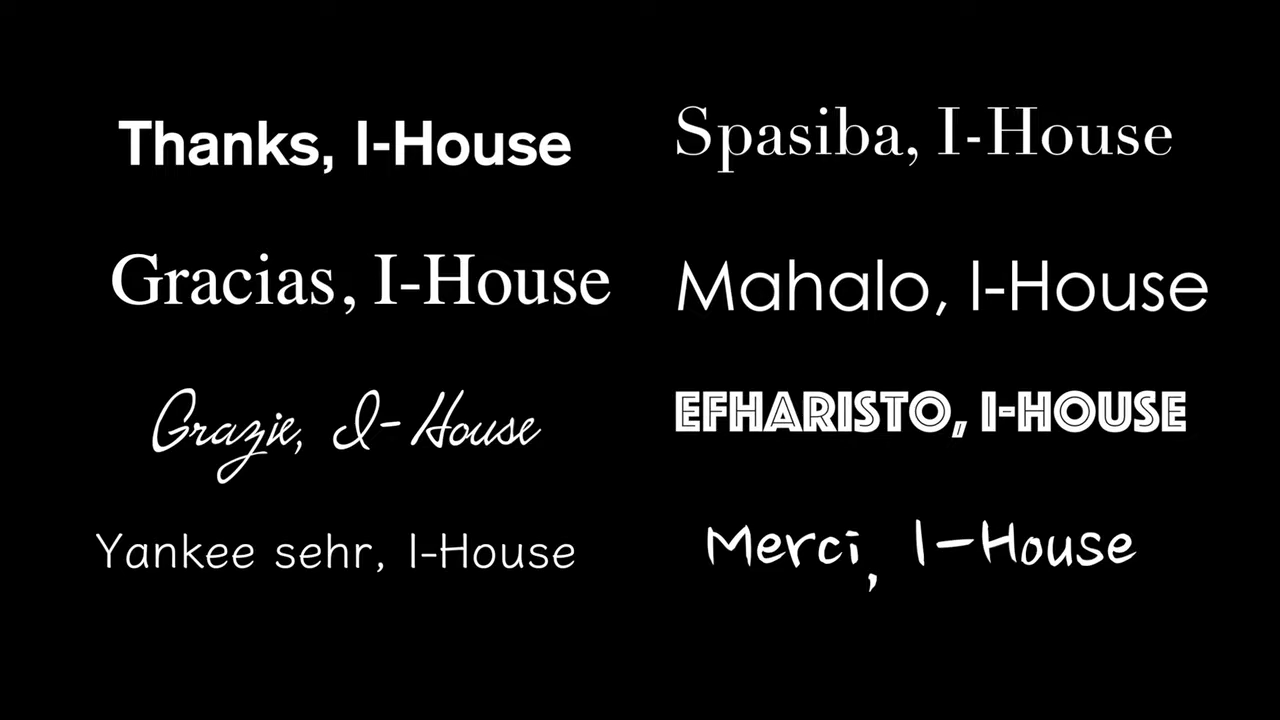 Thanks, I-House
Gracias, I-House
Grazie, I-House
Yankee sehr, I-House
Spasiba, I-House
Mahalo, I-House
EFHARISTO, I-HOUSE
Merci, I-House